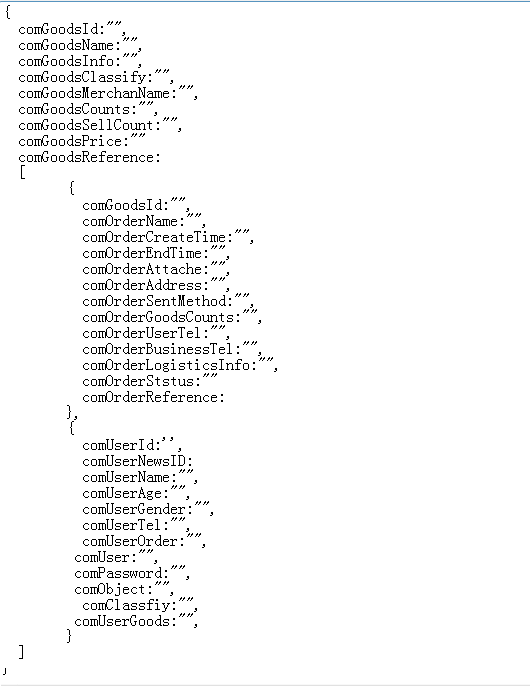 {
comGoodsId:"",
comGoodsName:"",
comGoodsInfo:"",
comGoodsClassify:"",
comGoodsMerchanName:"",
comGoodsCounts:"",
comGoodsSellCount:"",
comGoodsPrice:""
comGoodsReference:
[
{
comGoodsId:"",
comOrderName:"",
comOrderCreateTime:"",
comOrderEndTime:"",
comOrderAttache:"",
comOrderAddress:"",
comOrderSentMethod:"",
comOrderGoodsCounts:"",
comOrderUserTel:"",
comOrderBusinessTel:"",
comOrderLogisticsInfo:"",
comOrderStstus:""
comOrderReference:
},
{
comUserId:'',
comUserNewsID:
comUserName:"",
comUserAge:"",
comUserGender:"",
comUserTel:"",
comUserOrder:"",
comUser:"",
comPassword:"",
comObject:"",
comClassfiy:"",
comUserGoods:"",
}
]